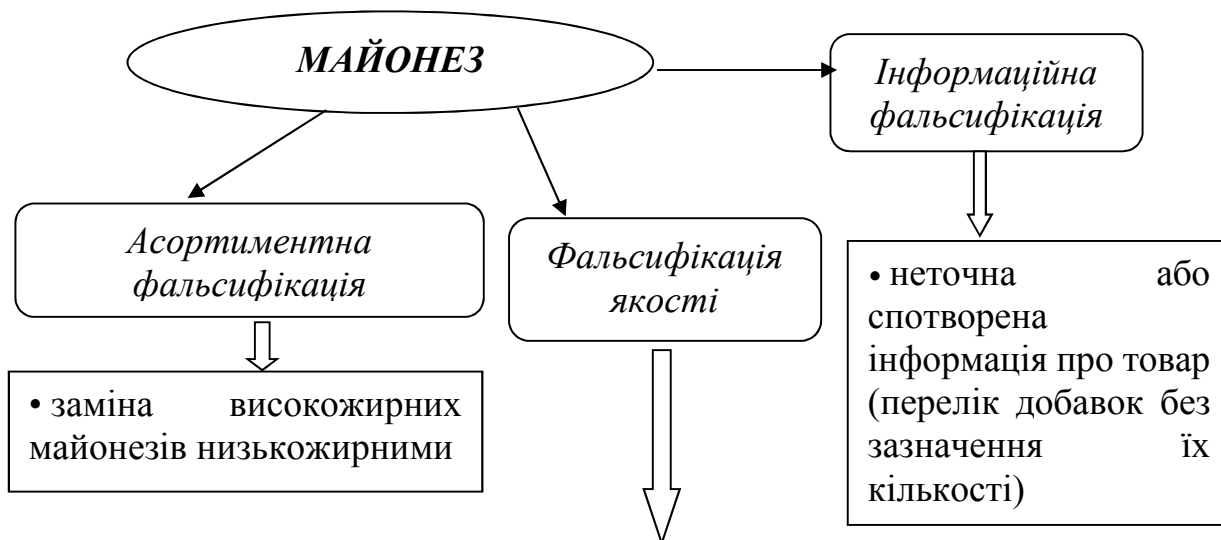 МАЙОНЕЗ
Інформаційна
фальсифікація
Асортиментна
фальсифікація
Фальсифікація
якості
• заміна високожирних
майонезів низькожирними
• неточна або
спотворена
інформація про товар
(перелік добавок без
зазначення їх
кількості)